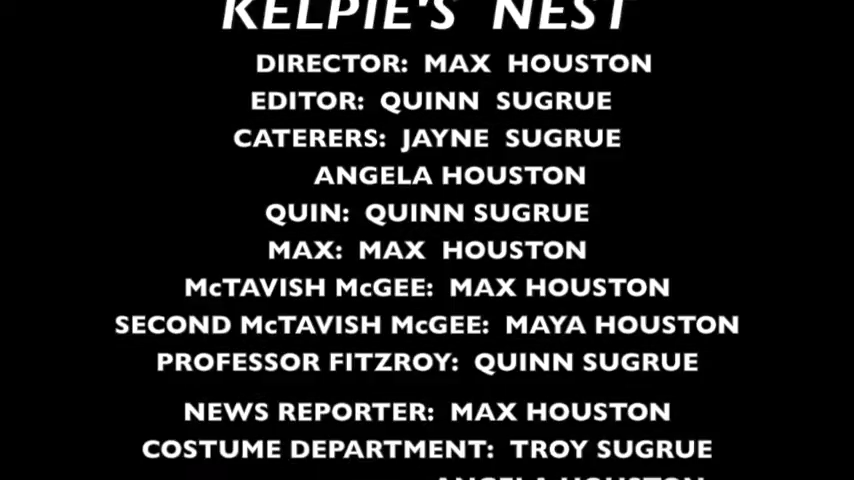 KELPIE'S NEST
DIRECTOR: MAX HOUSTON
EDITOR: QUINN SUGRUE
CATERERS: JAYNE SUGRUE
ANGELA HOUSTON
QUIN: QUINN SUGRUE
MAX: MAX HOUSTON
McTAVISH McGEE: MAX HOUSTON
SECOND McTAVISH McGEE: MAYA HOUSTON
PROFESSOR FITZROY: QUINN SUGRUE
NEWS REPORTER: MAX HOUSTON
COSTUME DEPARTMENT: TROY SUGRUE
ANGELA HOUSTON